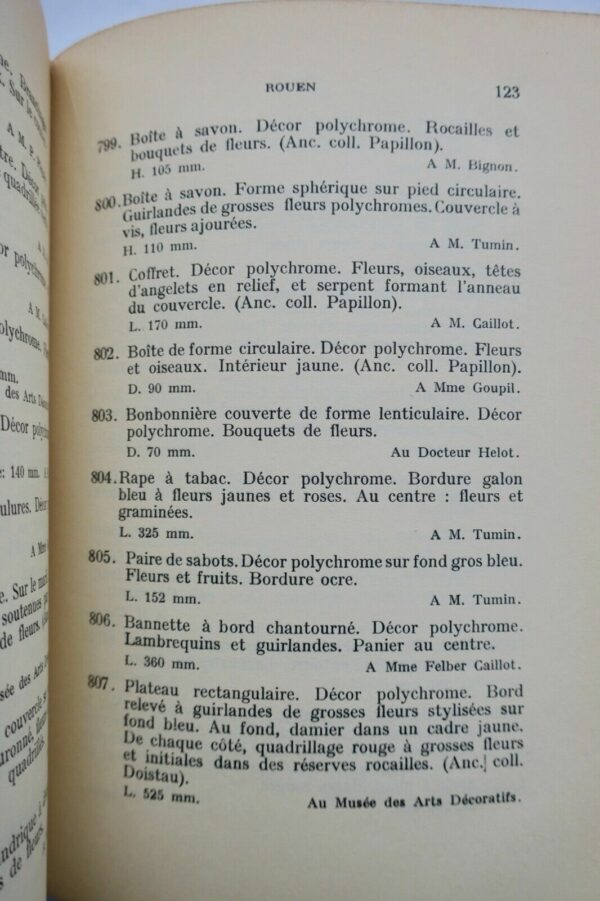 ROUEN
123
799. Boîte à savon. Décor polychrome. Rocailles et
bouquets de fleurs. (Anc. coll. Papillon).
H. 105 mm. A M. Bignon.
800. Boîte à savon. Forme sphérique sur pied circulaire.
Guirlandes de grosses fleurs polychromes. Couvercle à
vis, fleurs ajourées.
H. 110 mm. A M. Tumin.
801. Coffret. Décor polychrome. Fleurs, oiseaux, têtes
d'angelets en relief, et serpent formant l'anneau
du couvercle. (Anc. coll. Papillon).
L. 170 mm. A M. Gaillot.
802. Boîte de forme circulaire. Décor polychrome. Fleurs
et oiseaux. Intérieur jaune. (Anc. coll. Papillon).
D. 90 mm. A Mme Goupil.
803. Bonbonnière couverte de forme lenticulaire. Décor
polychrome. Bouquets de fleurs.
D. 70 mm. Au Docteur Helot.
804. Rape à tabac. Décor polychrome. Bordure galon
bleu à fleurs jaunes et roses. Au centre : fleurs et
graminées.
L. 325 mm. A M. Tumin.
805. Paire de sabots. Décor polychrome sur fond gros bleu.
Fleurs et fruits. Bordure ocre.
L. 152 mm. A M. Tumin.
806. Bannette à bord chantourné. Décor polychrome.
Lambrequins et guirlandes. Panier au centre.
L. 360 mm. A Mme Felber Gaillot.
807. Plateau rectangulaire. Décor polychrome. Bord
relevé à guirlandes de grosses fleurs stylisées sur
fond bleu. Au fond, damier dans un cadre jaune.
De chaque côté, quadrillage rouge à grosses fleurs
et initiales dans des réserves rocailles. (Anc. coll.
Doistau).
L. 525 mm. Au Musée des Arts Décoratifs.